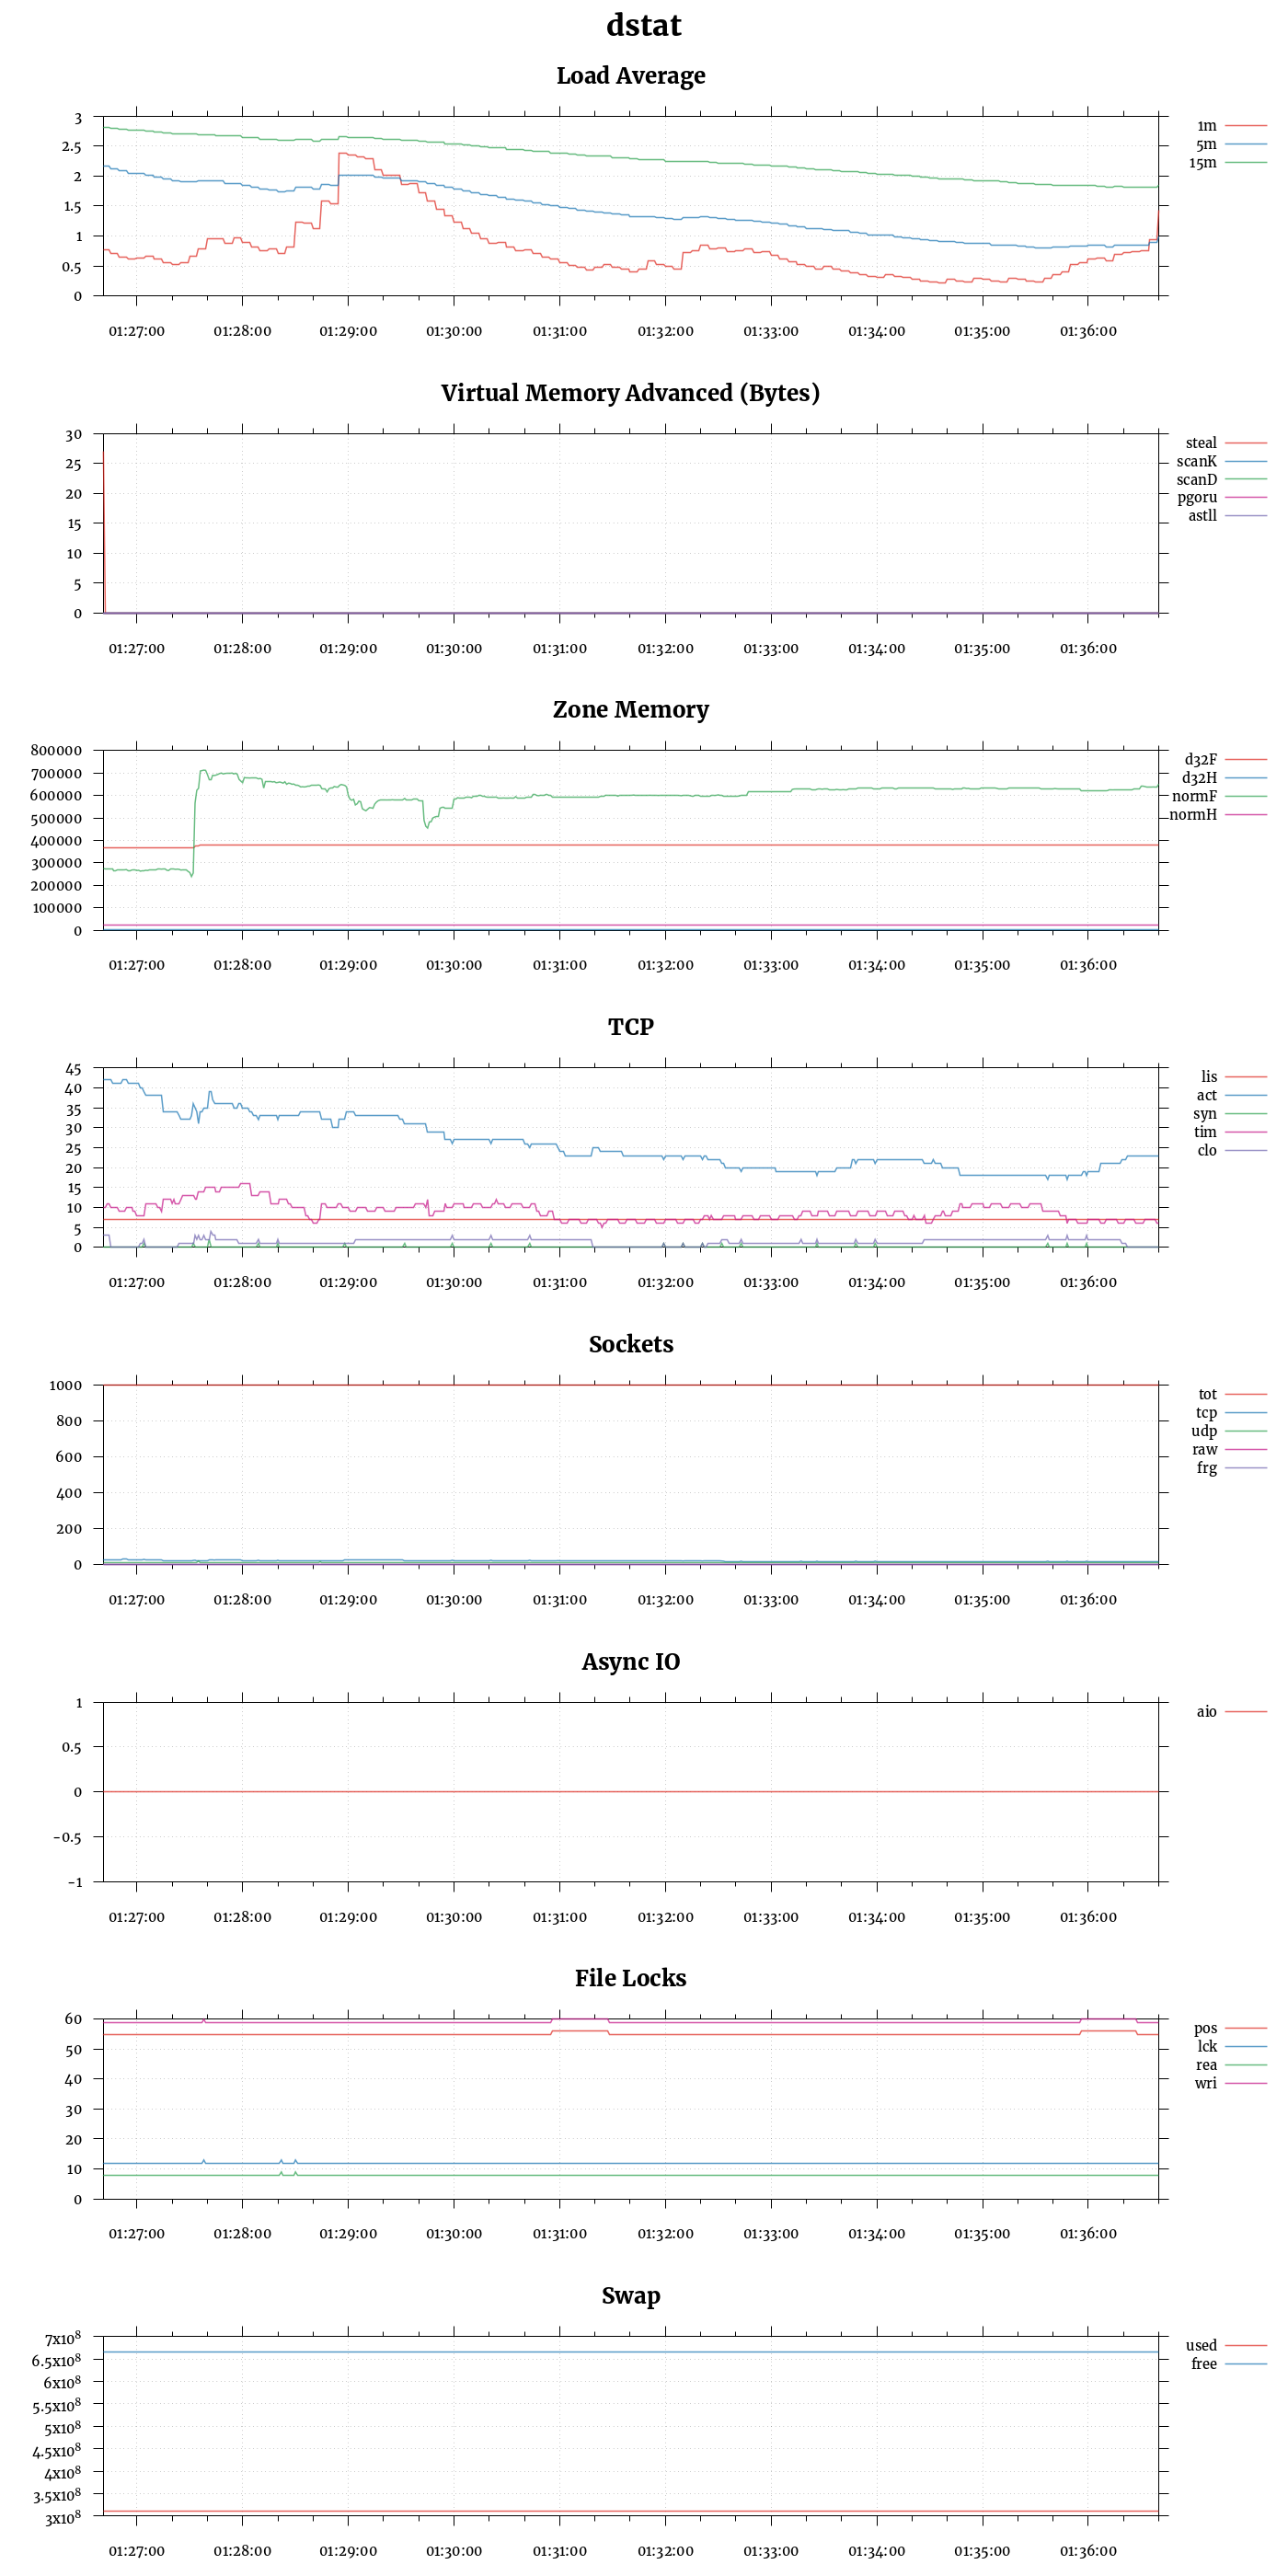 dstat
Load Average
3
2.5
2
1.5
1
0.5
0
1m
5m
15m
01:27:00 01:28:00 01:29:00 01:30:00 01:31:00 01:32:00 01:33:00 01:34:00 01:35:00 01:36:00
Virtual Memory Advanced (Bytes)
30
25
20
15
10
5
0
steal
scanK
scanD
pgoru
astll
01:27:00 01:28:00 01:29:00 01:30:00 01:31:00 01:32:00 01:33:00 01:34:00 01:35:00 01:36:00
Zone Memory
800000
700000
600000
500000
400000
300000
200000
100000
0
d32F
d32H
normF
normH
01:27:00 01:28:00 01:29:00 01:30:00 01:31:00 01:32:00 01:33:00 01:34:00 01:35:00 01:36:00
TCP
45
40
35
30
25
20
15
10
5
0
lis
act
syn
tim
clo
01:27:00 01:28:00 01:29:00 01:30:00 01:31:00 01:32:00 01:33:00 01:34:00 01:35:00 01:36:00
Sockets
1000
800
600
400
200
0
tot
tcp
udp
raw
frg
01:27:00 01:28:00 01:29:00 01:30:00 01:31:00 01:32:00 01:33:00 01:34:00 01:35:00 01:36:00
Async IO
1
0.5
0
-0.5
-1
aio
01:27:00 01:28:00 01:29:00 01:30:00 01:31:00 01:32:00 01:33:00 01:34:00 01:35:00 01:36:00
File Locks
60
50
40
30
20
10
0
pos
lck
rea
wri
01:27:00 01:28:00 01:29:00 01:30:00 01:31:00 01:32:00 01:33:00 01:34:00 01:35:00 01:36:00
Swap
7x10⁸
6.5x10⁸
6x10⁸
5.5x10⁸
5x10⁸
4.5x10⁸
4x10⁸
3.5x10⁸
3x10⁸
used
free
01:27:00 01:28:00 01:29:00 01:30:00 01:31:00 01:32:00 01:33:00 01:34:00 01:35:00 01:36:00